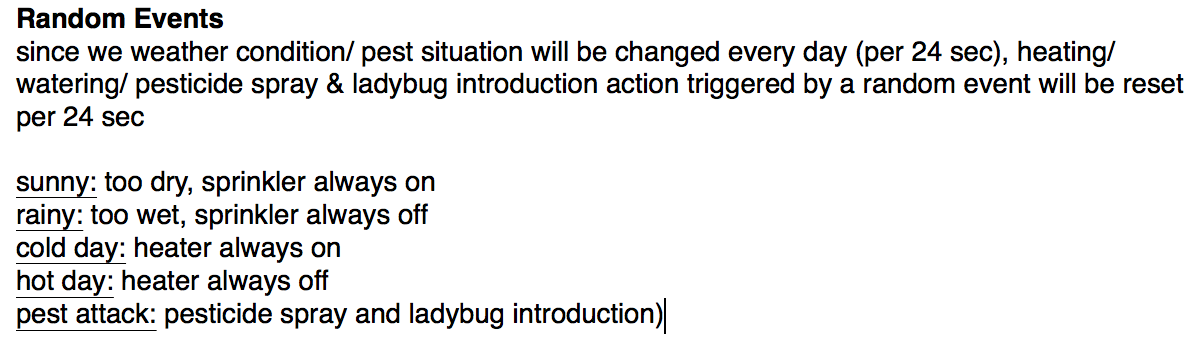 Random Events
since we weather condition/ pest situation will be changed every day (per 24 sec), heating/
watering/ pesticide spray & ladybug introduction action triggered by a random event will be reset
per 24 sec
sunny: too dry, sprinkler always on
rainy: too wet, sprinkler always off
cold day: heater always on
hot day: heater always off
pest attack: pesticide spray and ladybug introduction)